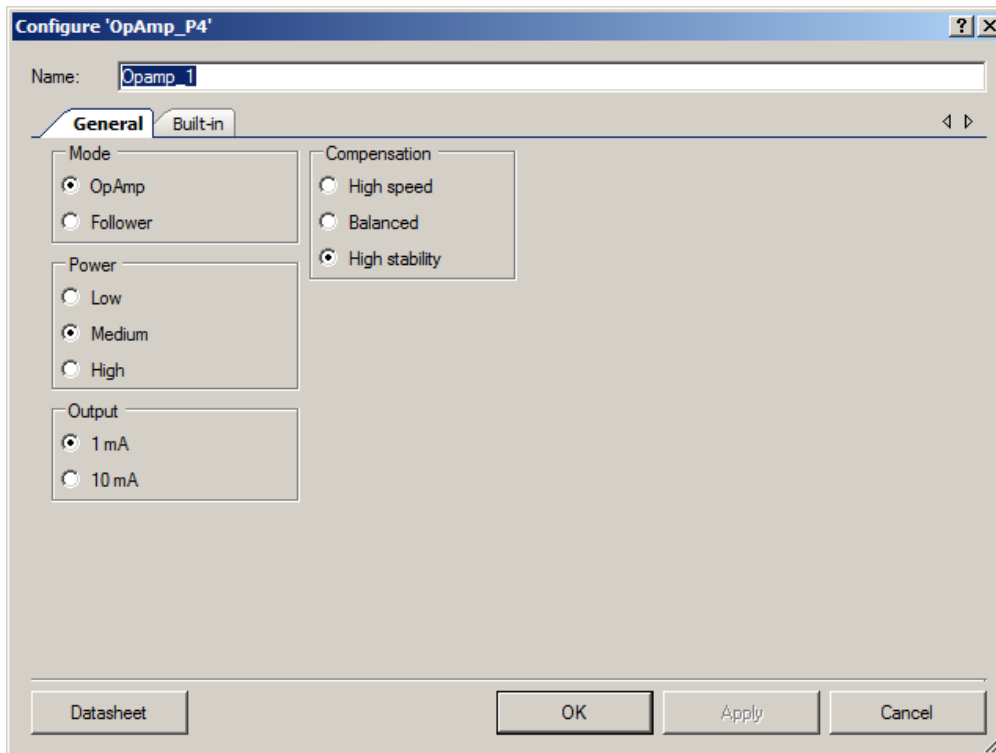 Configure 'OpAmp_P4'
Name: Opamp_1
General Built-in
Mode
OpAmp
Follower
Power
Low
Medium
High
Output
1 mA
10 mA
Compensation
High speed
Balanced
High stability
Datasheet OK Apply Cancel